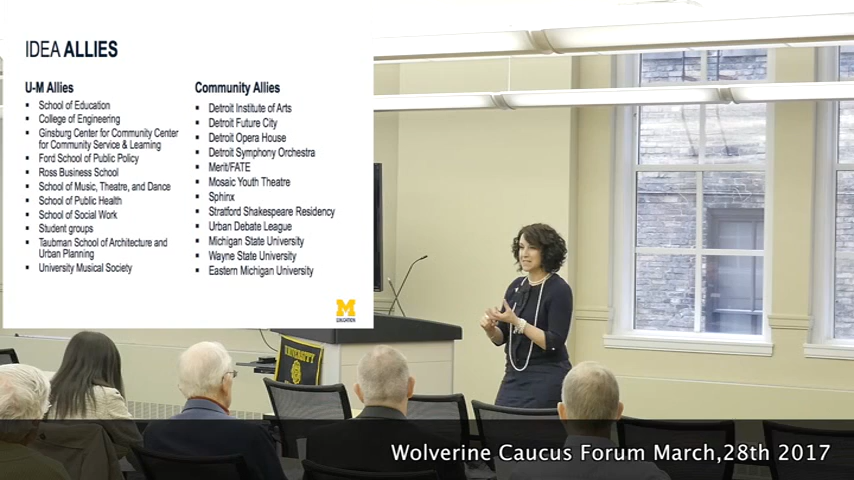 IDEA ALLIES
U-M Allies
▪ School of Education
▪ College of Engineering
▪ Ginsburg Center for Community Center
for Community Service & Learning
▪ Ford School of Public Policy
▪ Ross Business School
▪ School of Music, Theatre, and Dance
▪ School of Public Health
▪ School of Social Work
▪ Student groups
▪ Taubman School of Architecture and
Urban Planning
▪ University Musical Society
Community Allies
▪ Detroit Institute of Arts
▪ Detroit Future City
▪ Detroit Opera House
▪ Detroit Symphony Orchestra
▪ Merit/FATE
▪ Mosaic Youth Theatre
▪ Sphinx
▪ Stratford Shakespeare Residency
▪ Urban Debate League
▪ Michigan State University
▪ Wayne State University
▪ Eastern Michigan University
M
EDUCATION
UNIVERSITY
Wolverine Caucus Forum March,28th 2017